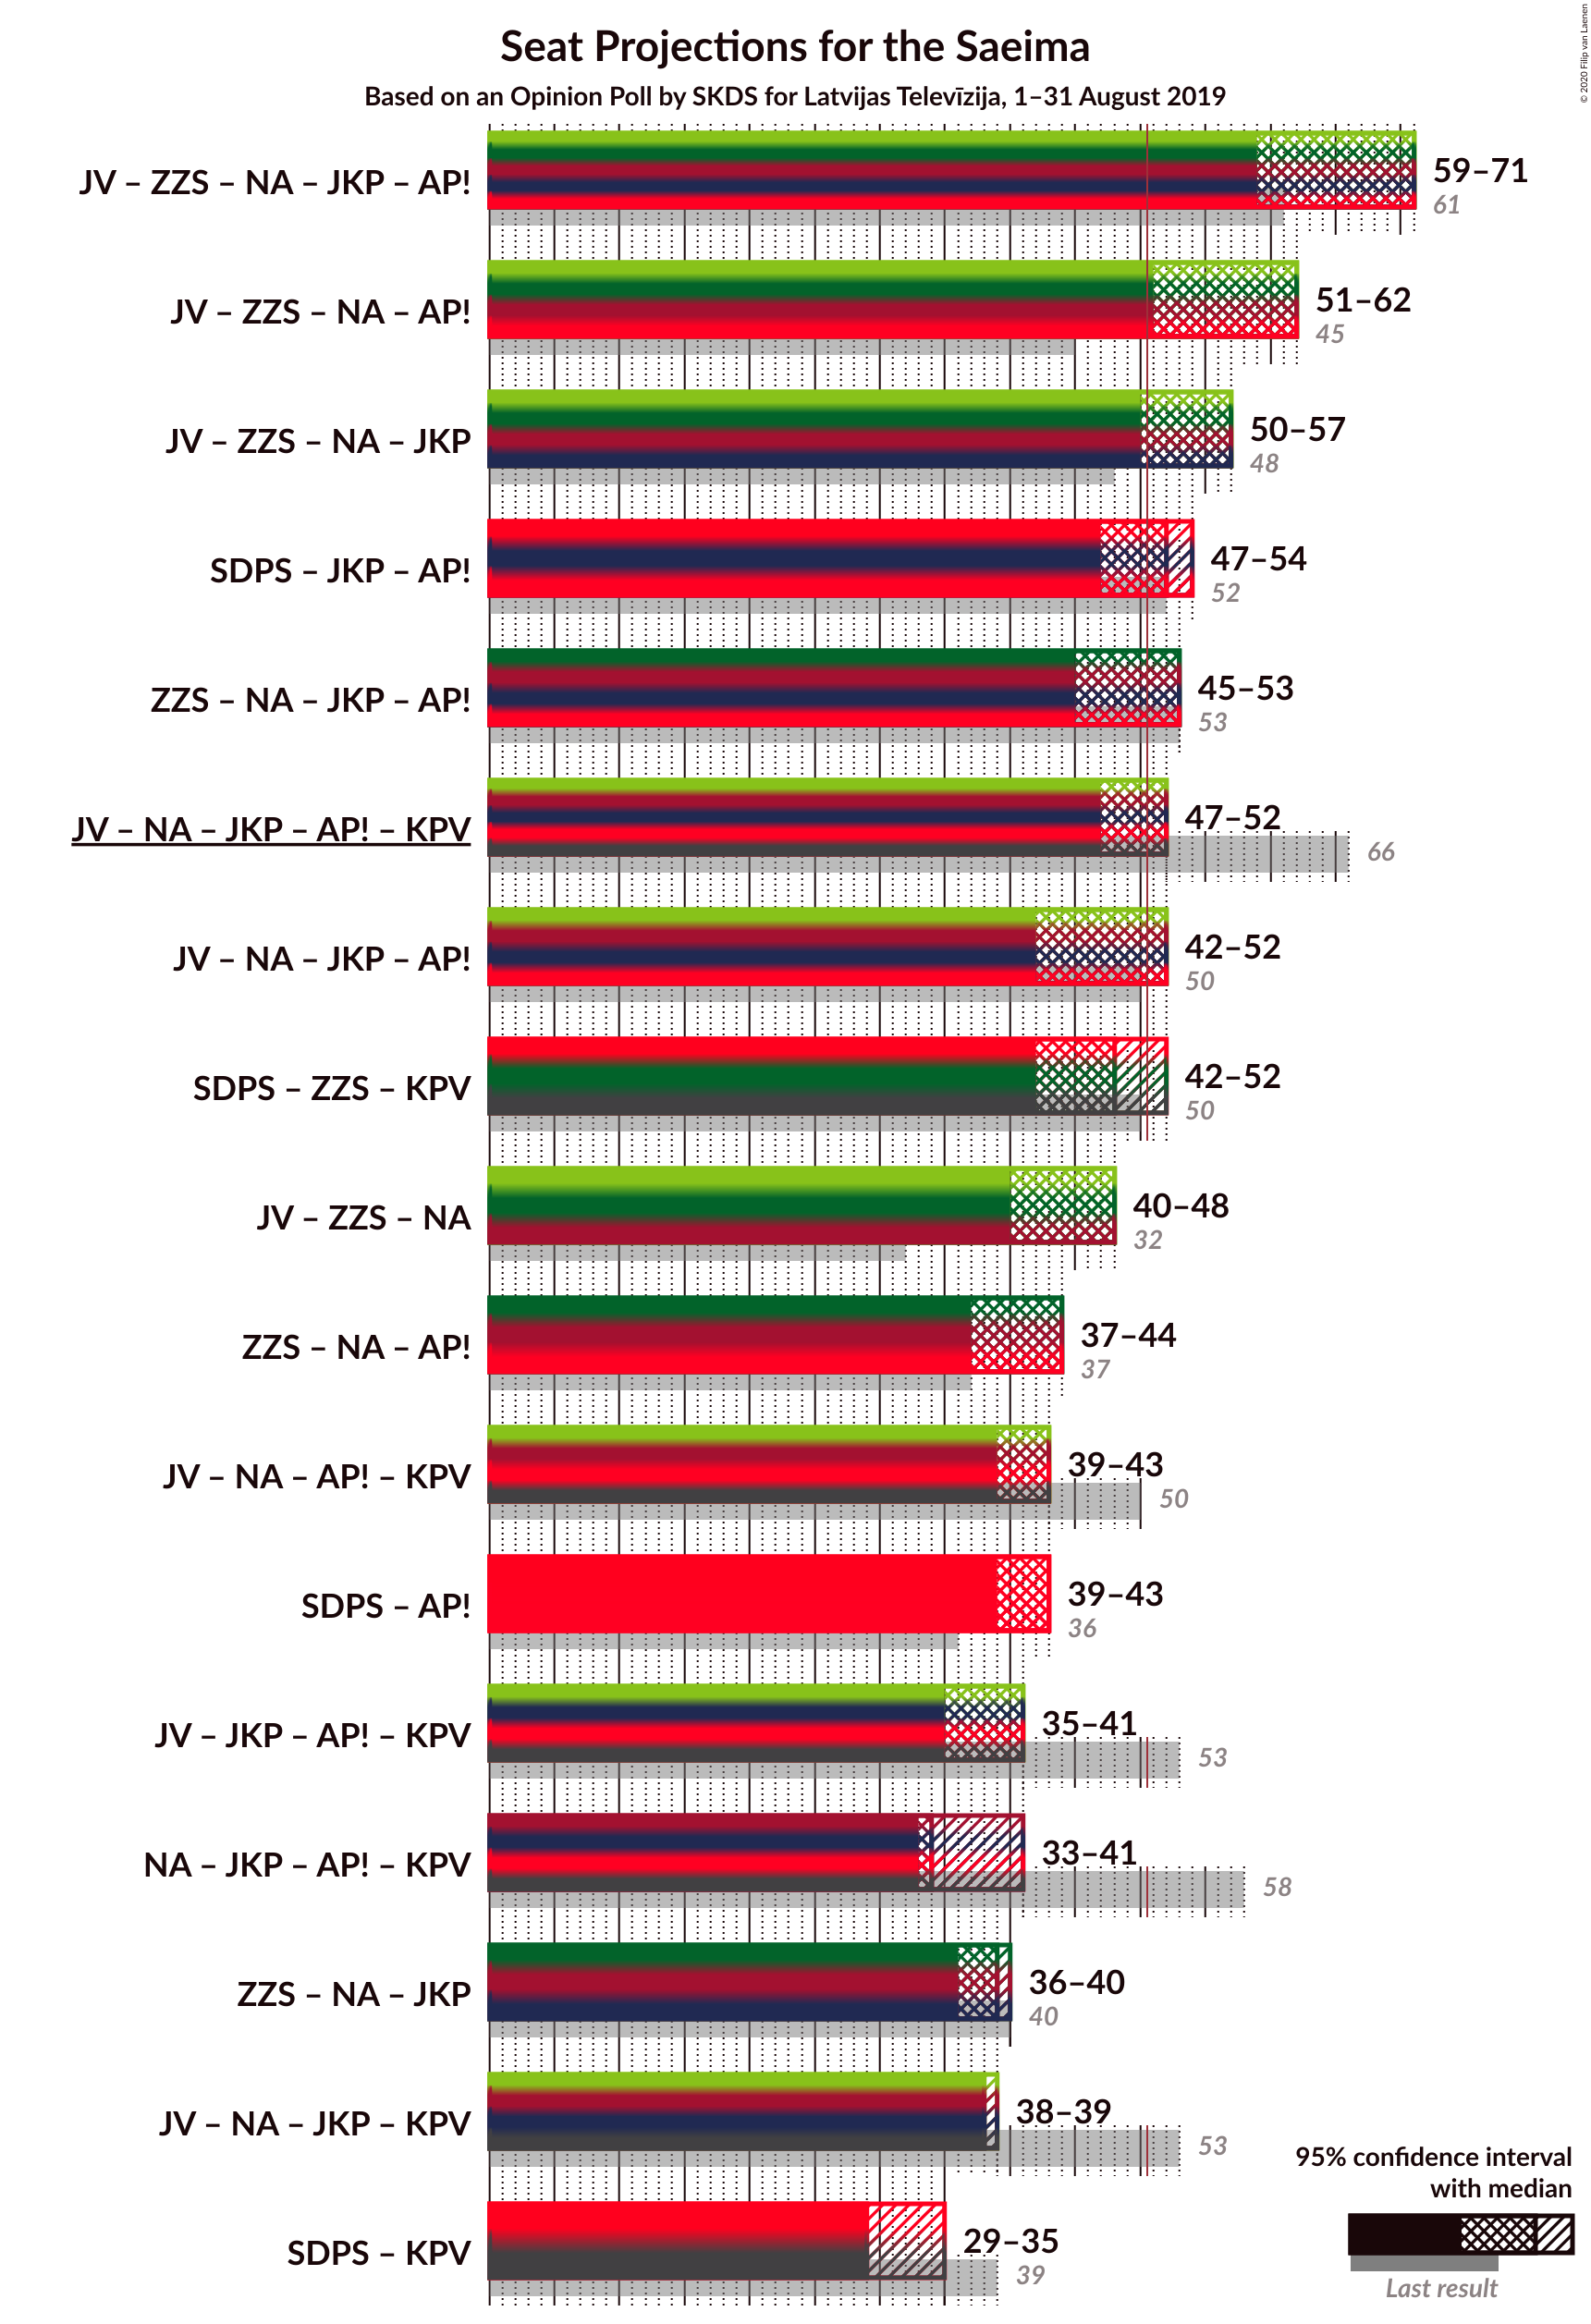 © 2020 Filip van Laenen
Seat Projections for the Saeima
Based on an Opinion Poll by SKDS for Latvijas Televīzija, 1–31 August 2019
JV – ZZS – NA – JKP – AP!
59–71
61
JV – ZZS – NA – AP!
51–62
45
JV – ZZS – NA – JKP
50–57
48
SDPS – JKP – AP!
47–54
52
ZZS – NA – JKP – AP!
45–53
53
JV – NA – JKP – AP! – KPV
47–52
66
JV – NA – JKP – AP!
42–52
50
SDPS – ZZS – KPV
42–52
50
JV – ZZS – NA
40–48
32
ZZS – NA – AP!
37–44
37
JV – NA – AP! – KPV
39–43
50
SDPS – AP!
39–43
36
JV – JKP – AP! – KPV
35–41
53
NA – JKP – AP! – KPV
33–41
58
ZZS – NA – JKP
36–40
40
JV – NA – JKP – KPV
38–39
53
SDPS – KPV
29–35
39
95% confidence interval
with median
Last result